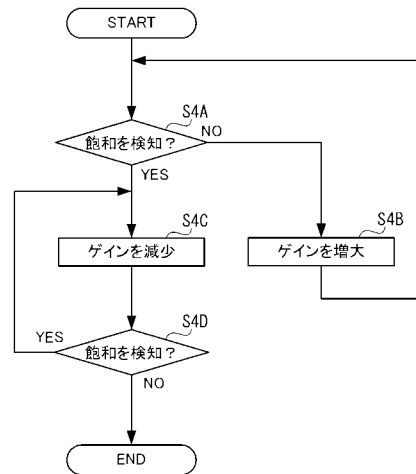 START
S4A
飽和を検知？
NO
YES
S4C
ゲインを減少
S4B
ゲインを増大
S4D
YES
飽和を検知？
NO
END